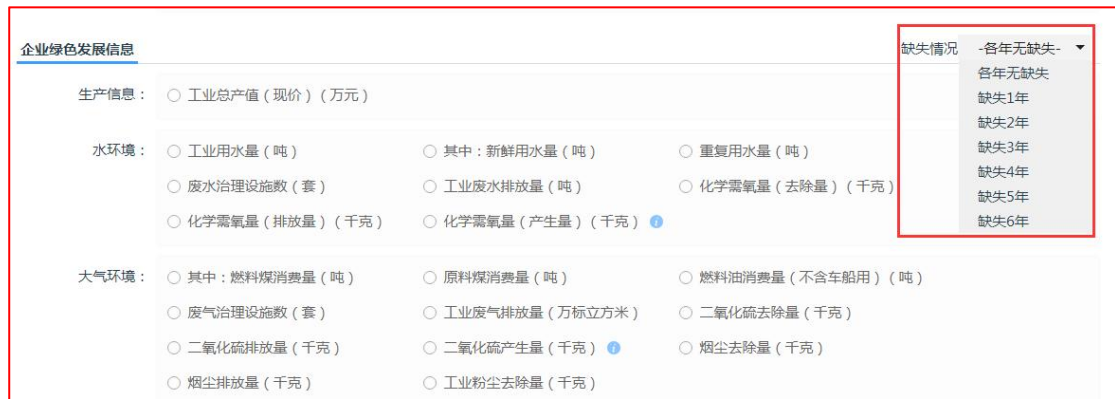 企业绿色发展信息 缺失情况 -各年无缺失-
各年无缺失
缺失1年
缺失2年
缺失3年
缺失4年
缺失5年
缺失6年
生产信息： 工业总产值（现价）（万元）
水环境： 工业用水量（吨） 其中：新鲜用水量（吨） 重复用水量（吨）
废水治理设施数（套） 工业废水排放量（吨） 化学需氧量（去除量）（千克）
化学需氧量（排放量）（千克） 化学需氧量（产生量）（千克）
大气环境： 其中：燃料煤消费量（吨） 原料煤消费量（吨） 燃料油消费量（不含车船用）（吨）
废气治理设施数（套） 工业废气排放量（万标立方米） 二氧化硫去除量（千克）
二氧化硫排放量（千克） 二氧化硫产生量（千克） 烟尘去除量（千克）
烟尘排放量（千克） 工业粉尘去除量（千克）